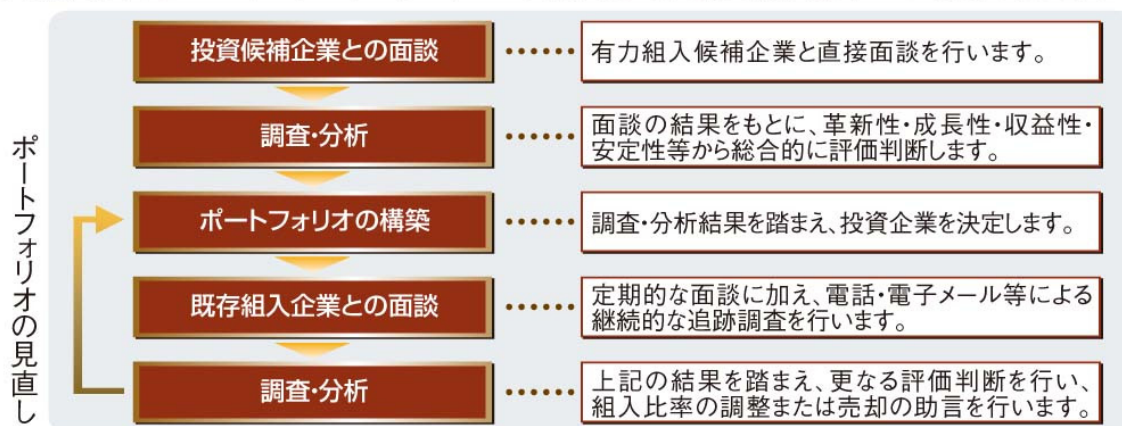 投資候補企業との面談
有力組入候補企業と直接面談を行います。
調査・分析
面談の結果をもとに、革新性・成長性・収益性・
安定性等から総合的に評価判断します。
ポートフォリオの構築
調査・分析結果を踏まえ、投資企業を決定します。
既存組入企業との面談
定期的な面談に加え、電話・電子メール等による
継続的な追跡調査を行います。
調査・分析
上記の結果を踏まえ、更なる評価判断を行い、
組入比率の調整または売却の助言を行います。
ポートフォリオの見直し